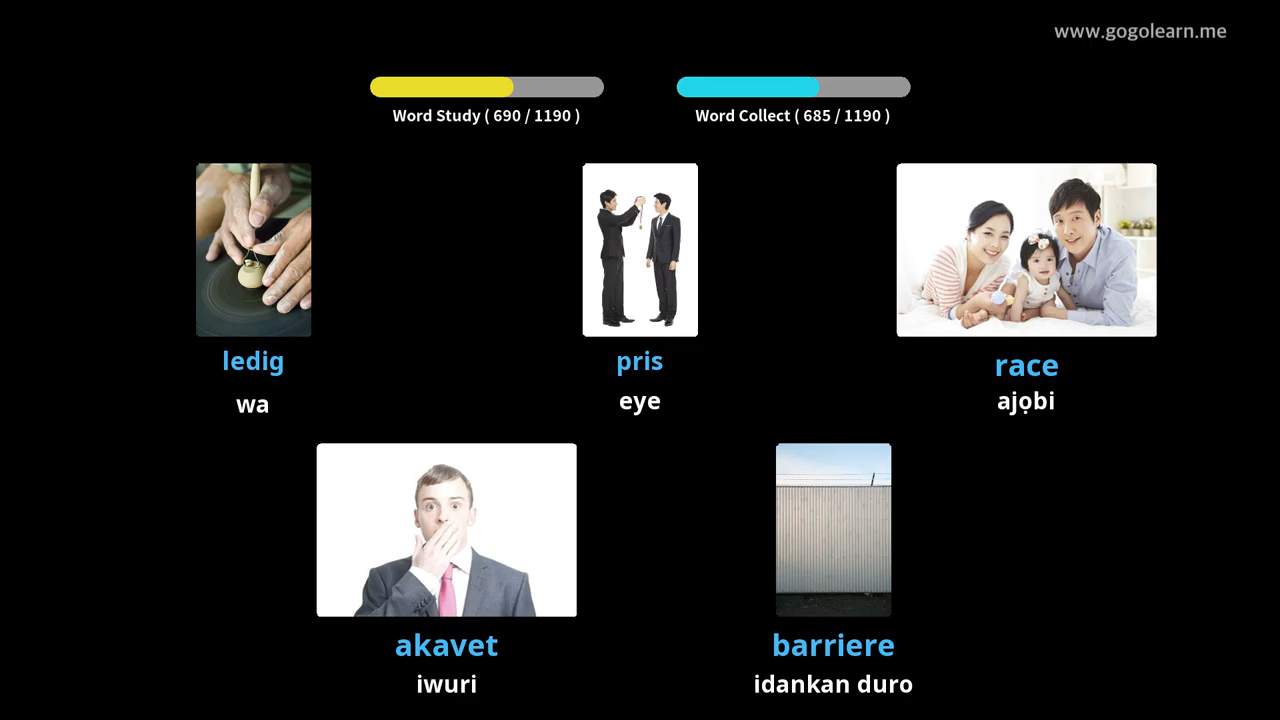 www.gogolearn.me
Word Study ( 690 / 1190 )
Word Collect ( 685 / 1190 )
ledig
wa
pris
eye
race
ajọbi
akavet
iwuri
barriere
idankan duro